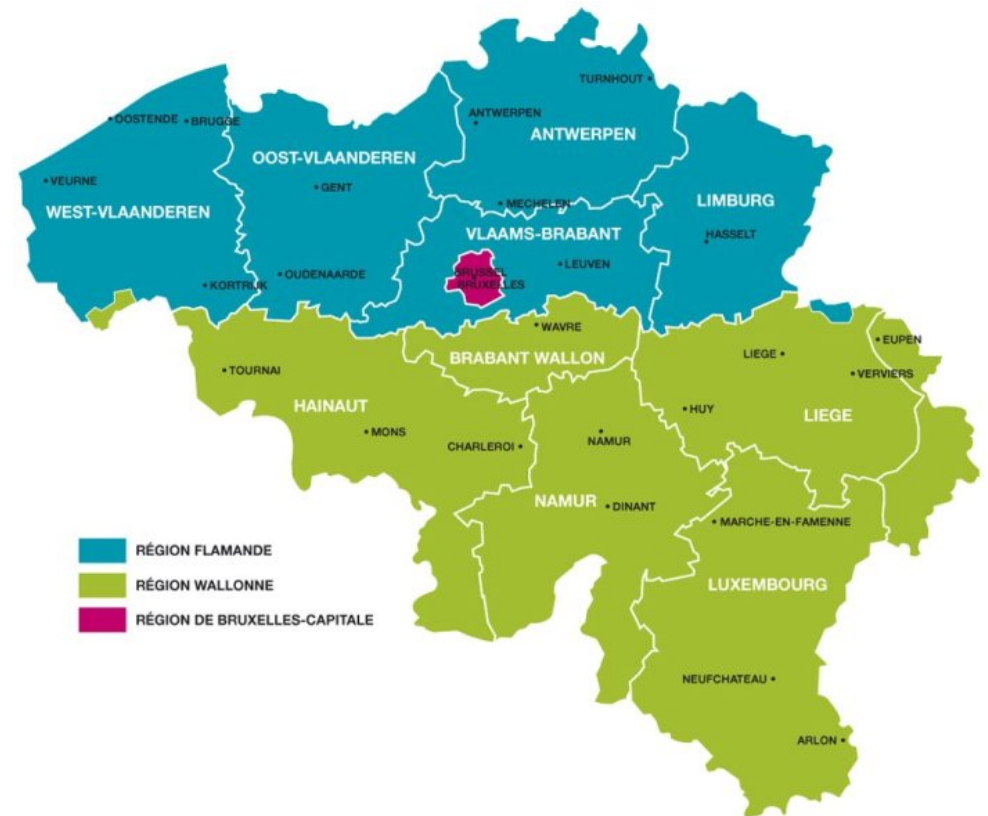 TURNHOUT
ANTWERPEN
OOSTENDE
BRUGGE
ANTWERPEN
OOST-VLAANDEREN
GENT
VEURNE
WEST-VLAANDEREN
MECHELEN
LIMBURG
VLAAMS-BRABANT
HASSELT
LEUVEN
BRUSSEL
BRUXELLES
OUDENAARDE
KORTRIJK
WAVRE
EUPEN
BRABANT WALLON
LIEGE
TOURNAI
VERVIERS
HAINAUT
HUY
LIEGE
MONS
NAMUR
CHARLEROI
NAMUR
DINANT
MARCHE-EN-FAMENNE
LUXEMBOURG
NEUFCHATEAU
ARLON
RÉGION FLAMANDE
RÉGION WALLONNE
RÉGION DE BRUXELLES-CAPITALE